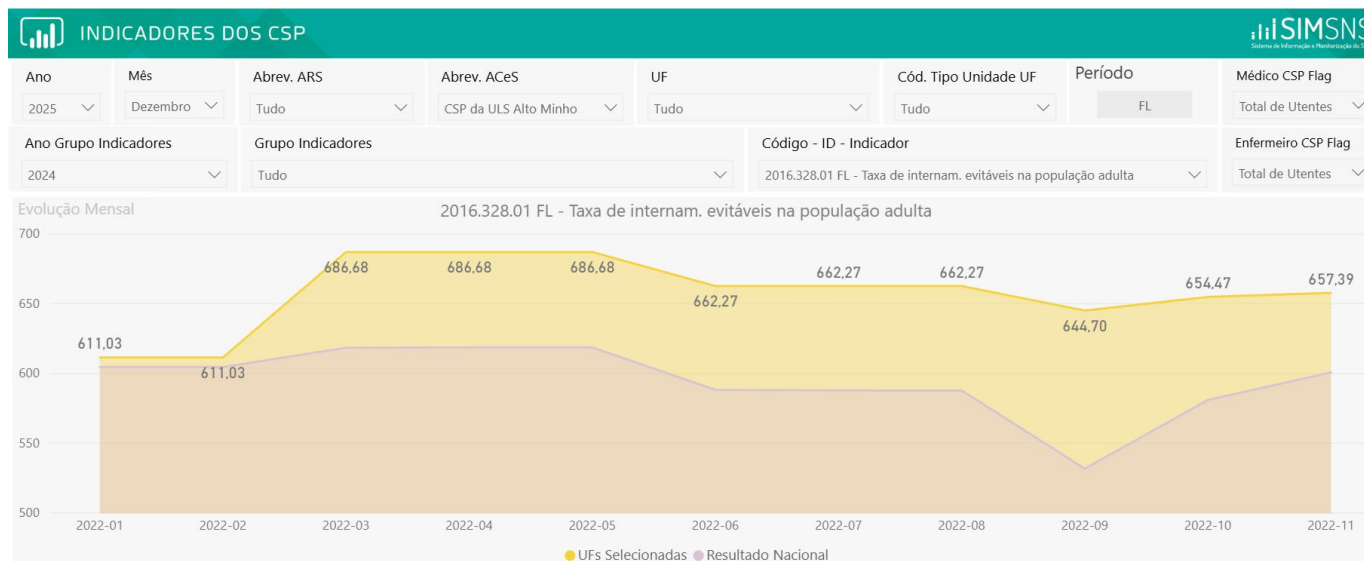 INDICADORES DOS CSP
SIMSNS
Sistema de Informação e Monitorização do S
Ano Mês Abrev. ARS Abrev. ACeS UF Cód. Tipo Unidade UF Período Médico CSP Flag
2025 Dezembro Tudo CSP da ULS Alto Minho Tudo Tudo FL Total de Utentes
Ano Grupo Indicadores Grupo Indicadores Código - ID - Indicador Enfermeiro CSP Flag
2024 Tudo 2016.328.01 FL - Taxa de internam. evitáveis na população adulta Total de Utentes
Evolução Mensal 2016.328.01 FL - Taxa de internam. evitáveis na população adulta
700
686,68 686,68 686,68
662,27 662,27 662,27
650
654,47 657,39
644,70
611,03
600
611,03
550
500
2022-01 2022-02 2022-03 2022-04 2022-05 2022-06 2022-07 2022-08 2022-09 2022-10 2022-11
UFs Selecionadas Resultado Nacional